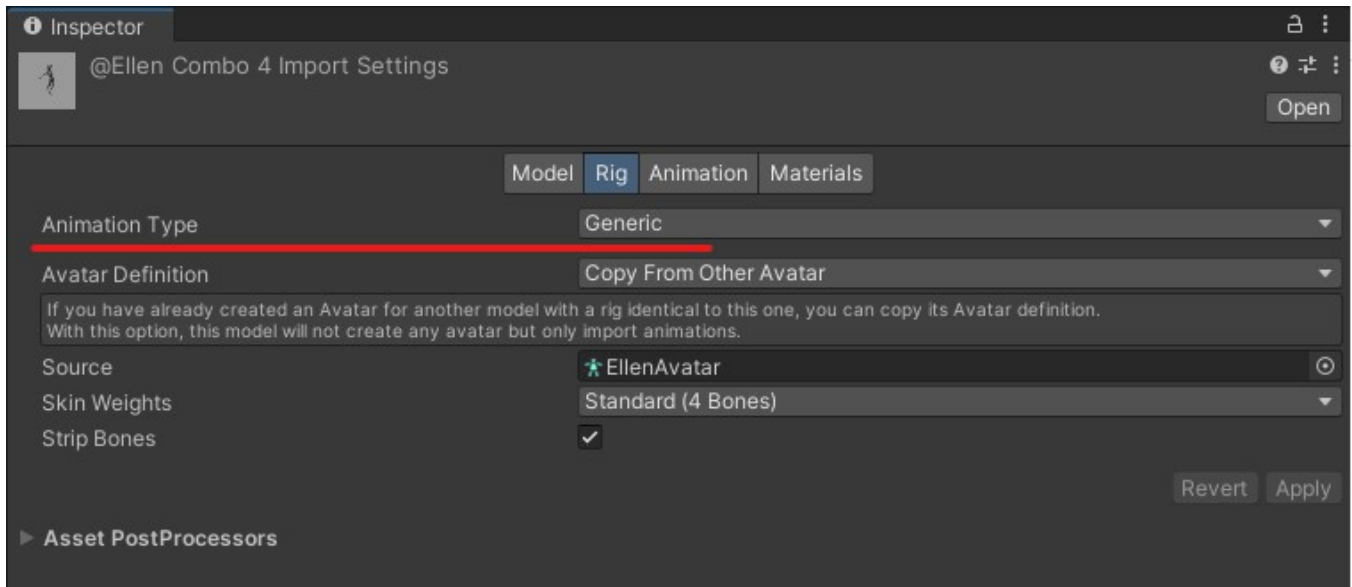 Inspector
@Ellen Combo 4 Import Settings
Open
Model Rig Animation Materials
Animation Type Generic
Avatar Definition Copy From Other Avatar
If you have already created an Avatar for another model with a rig identical to this one, you can copy its Avatar definition.
With this option, this model will not create any avatar but only import animations.
Source EllenAvatar
Skin Weights Standard (4 Bones)
Strip Bones
Revert Apply
Asset PostProcessors